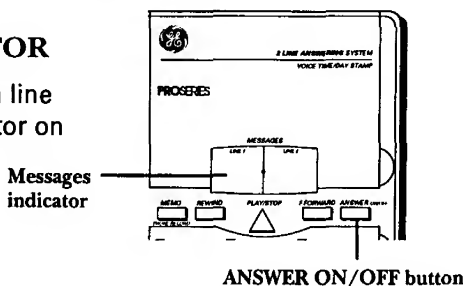 TOR
line
tor on
Messages
indicator
GE
2 LINE ANSWERING SYSTEM
VOICE TIME/DAY STAMP
PROSERIES
MESSAGES
LINE 1 LINE 2
MEMO REWIND PLAY/STOP F.FORWARD ANSWER
ANSWER ON/OFF button